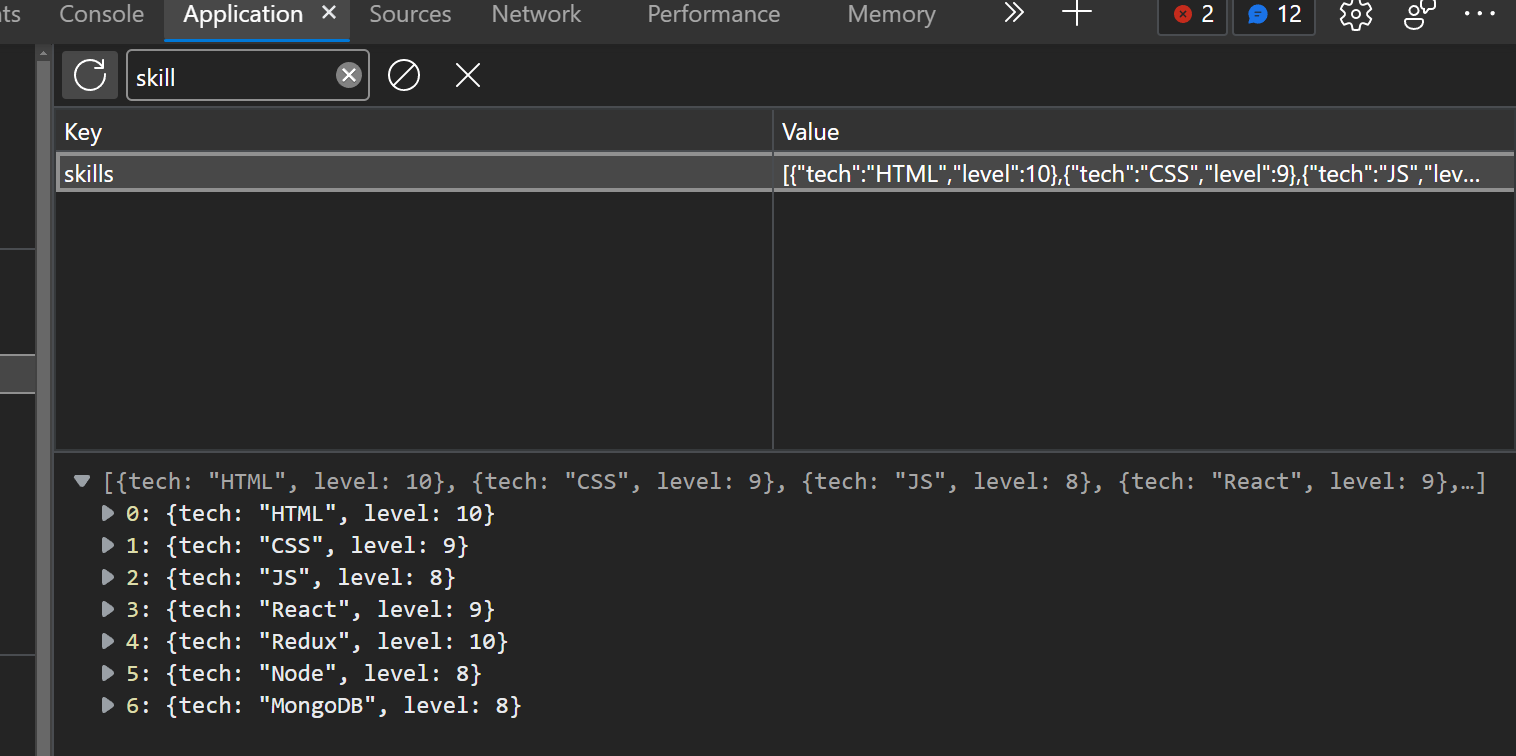 ts Console Application Sources Network Performance Memory 2 12
skill
Key Value
skills [{"tech":"HTML","level":10},{"tech":"CSS","level":9},{"tech":"JS","lev...
[{tech: "HTML", level: 10}, {tech: "CSS", level: 9}, {tech: "JS", level: 8}, {tech: "React", level: 9},…]
0: {tech: "HTML", level: 10}
1: {tech: "CSS", level: 9}
2: {tech: "JS", level: 8}
3: {tech: "React", level: 9}
4: {tech: "Redux", level: 10}
5: {tech: "Node", level: 8}
6: {tech: "MongoDB", level: 8}